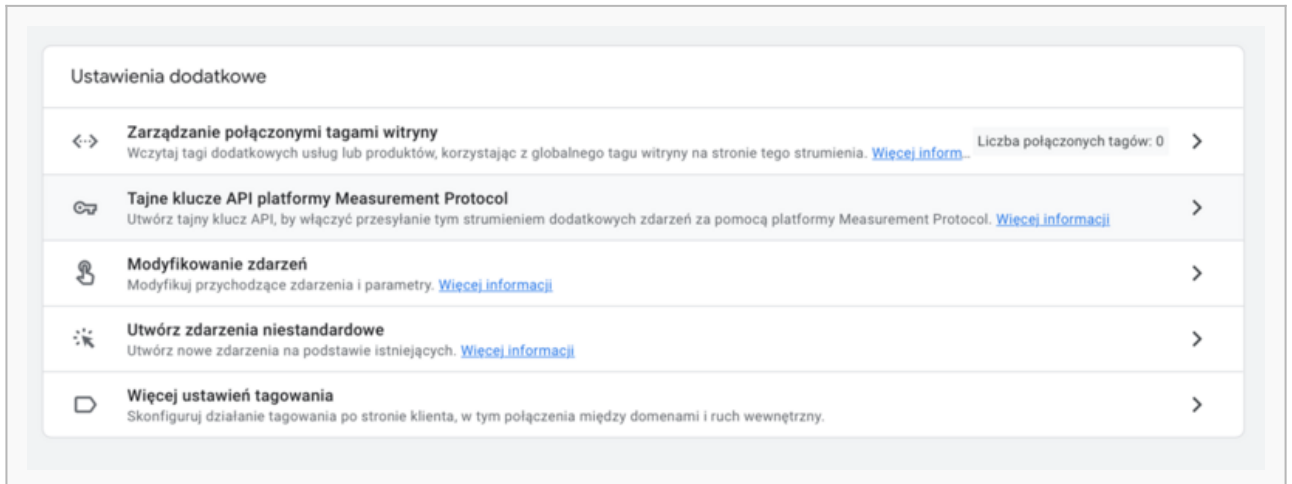 Ustawienia dodatkowe
Zarządzanie połączonymi tagami witryny
Wczytaj tagi dodatkowych usług lub produktów, korzystając z globalnego tagu witryny na stronie tego strumienia. Więcej inform...
Liczba połączonych tagów: 0
Tajne klucze API platformy Measurement Protocol
Utwórz tajny klucz API, by włączyć przesyłanie tym strumieniem dodatkowych zdarzeń za pomocą platformy Measurement Protocol. Więcej informacji
Modyfikowanie zdarzeń
Modyfikuj przychodzące zdarzenia i parametry. Więcej informacji
Utwórz zdarzenia niestandardowe
Utwórz nowe zdarzenia na podstawie istniejących. Więcej informacji
Więcej ustawień tagowania
Skonfiguruj działanie tagowania po stronie klienta, w tym połączenia między domenami i ruch wewnętrzny.